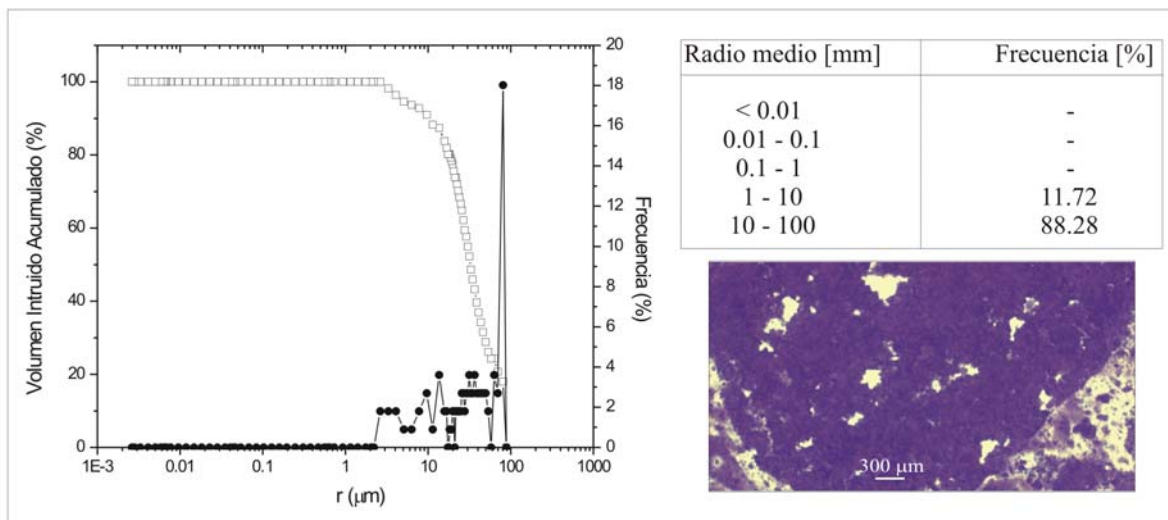 Volumen Intruido Acumulado (%)
100
80
60
40
20
0
20
18
16
14
12
10
8
6
4
2
0
Frecuencia (%)
1E-3 0.01 0.1 1 10 100 1000
r (µm)
Radio medio [mm] Frecuencia [%]
< 0.01 -
0.01 - 0.1 -
0.1 - 1 -
1 - 10 11.72
10 - 100 88.28
300 µm